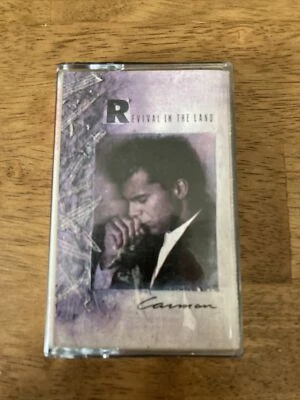 REVIVAL IN THE LAND
Carman